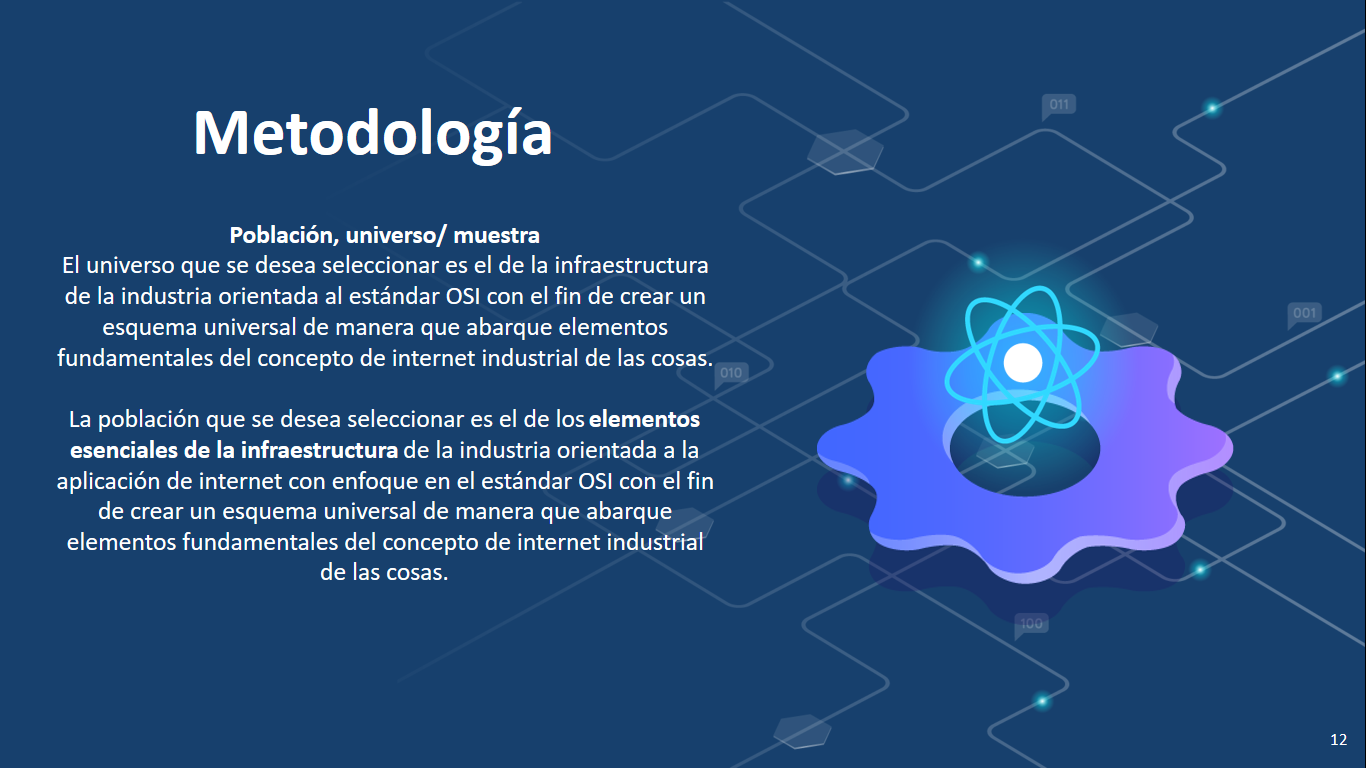 Metodología
Población, universo/ muestra
El universo que se desea seleccionar es el de la infraestructura
de la industria orientada al estándar OSI con el fin de crear un
esquema universal de manera que abarque elementos
fundamentales del concepto de internet industrial de las cosas.
La población que se desea seleccionar es el de los elementos
esenciales de la infraestructura de la industria orientada a la
aplicación de internet con enfoque en el estándar OSI con el fin
de crear un esquema universal de manera que abarque
elementos fundamentales del concepto de internet industrial
de las cosas.
011
001
010
100
12